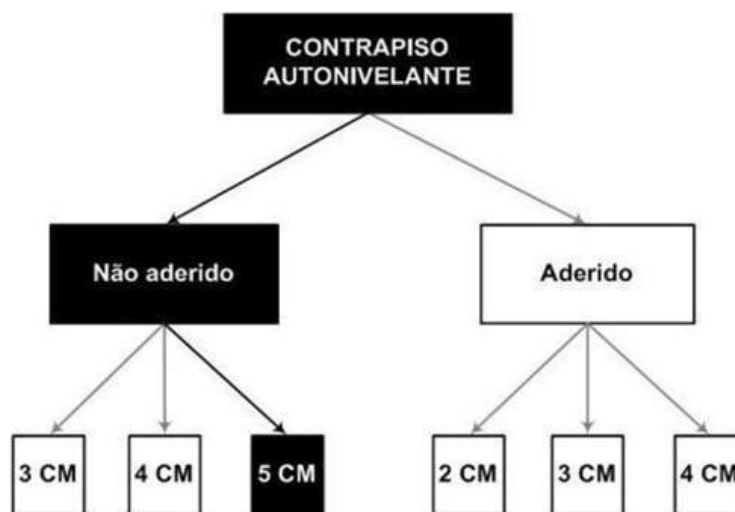 CONTRAPISO
AUTONIVELANTE
Não aderido
Aderido
3 CM
4 CM
5 CM
2 CM
3 CM
4 CM